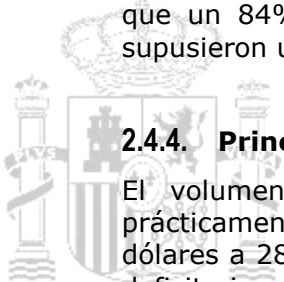 que un 84%
supusieron u
2.4.4. Princ
El volumen
prácticamen
dólares a 28